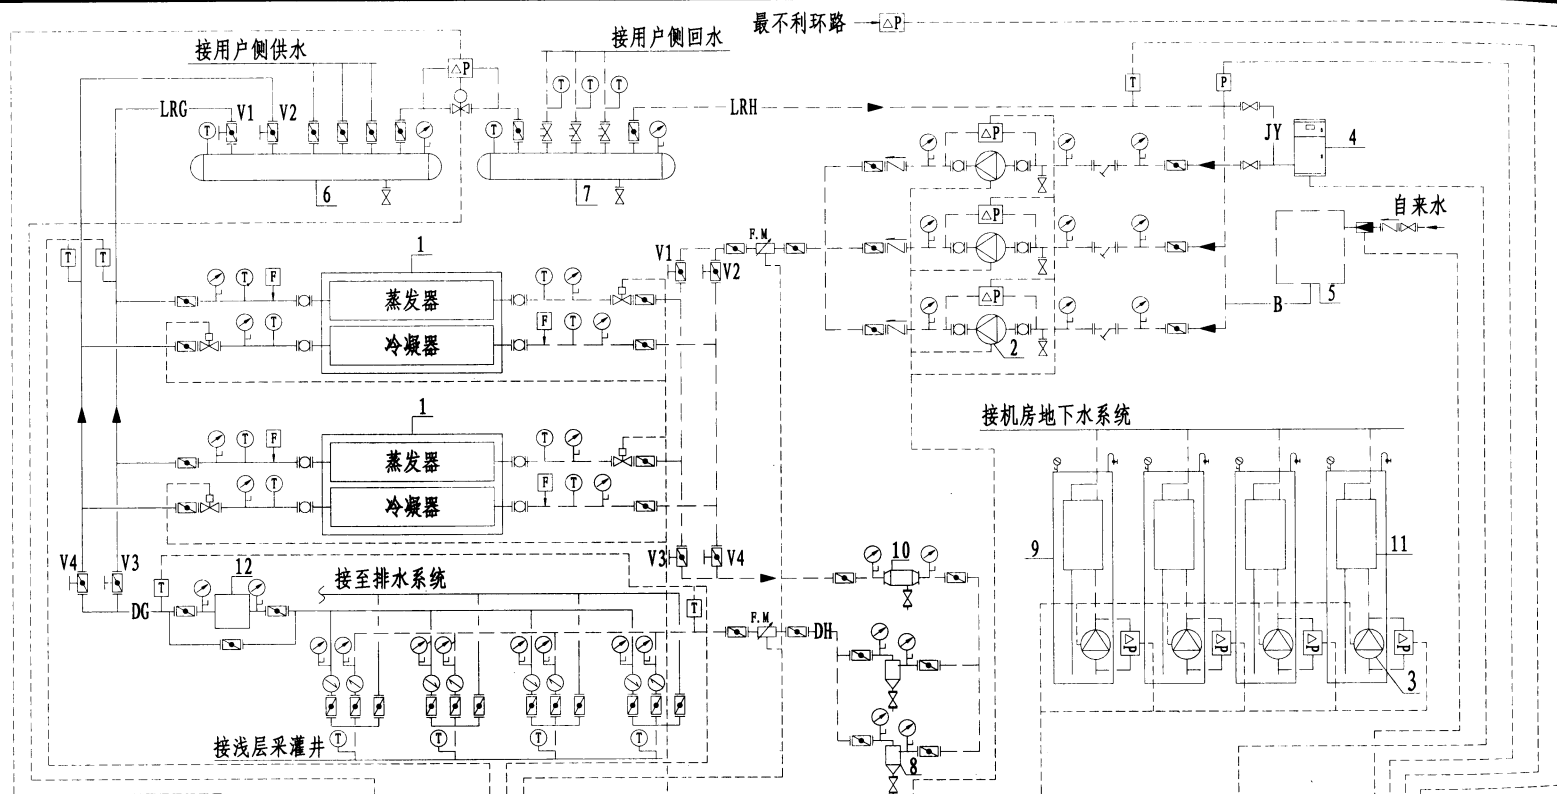 最不利环路 △P
接用户侧供水
接用户侧回水
△P
T
P
LRG
V1
V2
T
T
T
T
T
LRH
JY
4
△P
6
7
自来水
△P
T
T
1
F.M.
V1
V2
T
F
T
蒸发器
B
5
△P
T
F
T
冷凝器
2
1
接机房地下水系统
T
F
T
蒸发器
T
F
T
冷凝器
V4
V3
12
V3
V4
10
9
11
接至排水系统
T
DG
T
F.M.
DH
△P
△P
△P
△P
3
接浅层采灌井
T
T
T
T
8